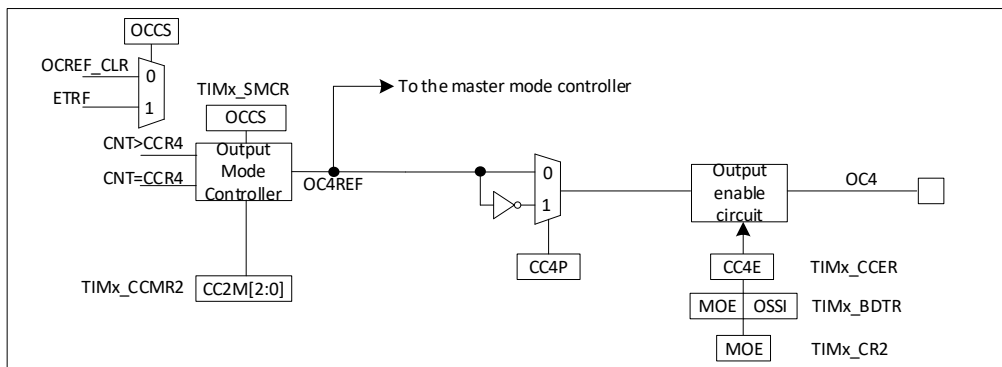 OCCS
OCREF_CLR
0
ETRF
1
To the master mode controller
TIMx_SMCR
OCCS
CNT>CCR4
CNT=CCR4
Output
Mode
Controller
OC4REF
0
1
Output
enable
circuit
OC4
CC4P
CC4E
TIMx_CCER
TIMx_CCMR2
CC2M[2:0]
MOE
OSSI
TIMx_BDTR
MOE
TIMx_CR2